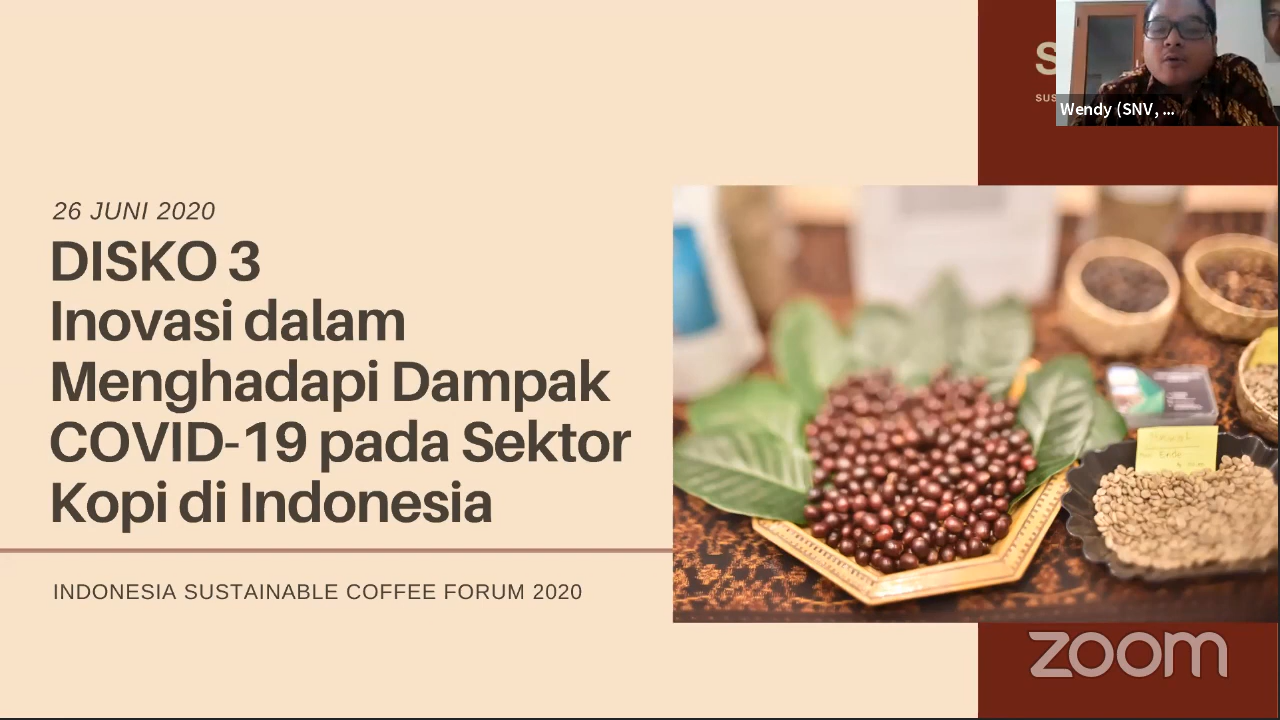 26 JUNI 2020
DISKO 3
Inovasi dalam
Menghadapi Dampak
COVID-19 pada Sektor
Kopi di Indonesia
INDONESIA SUSTAINABLE COFFEE FORUM 2020
Wendy (SNV, ...
zoom